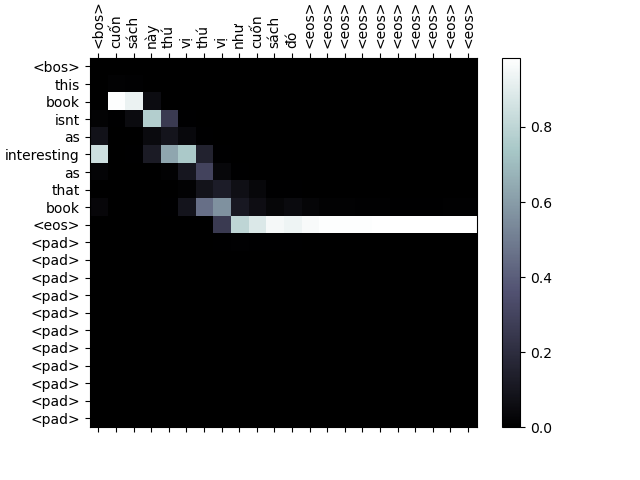 <bos> cuốn sách này thú vị thú vị như cuốn sách đó <eos> <eos> <eos> <eos> <eos> <eos> <eos> <eos> <eos> <eos>
<bos>
this
book
isnt
as
interesting
as
that
book
<eos>
<pad>
<pad>
<pad>
<pad>
<pad>
<pad>
<pad>
<pad>
<pad>
<pad>
<pad>
0.8
0.6
0.4
0.2
0.0